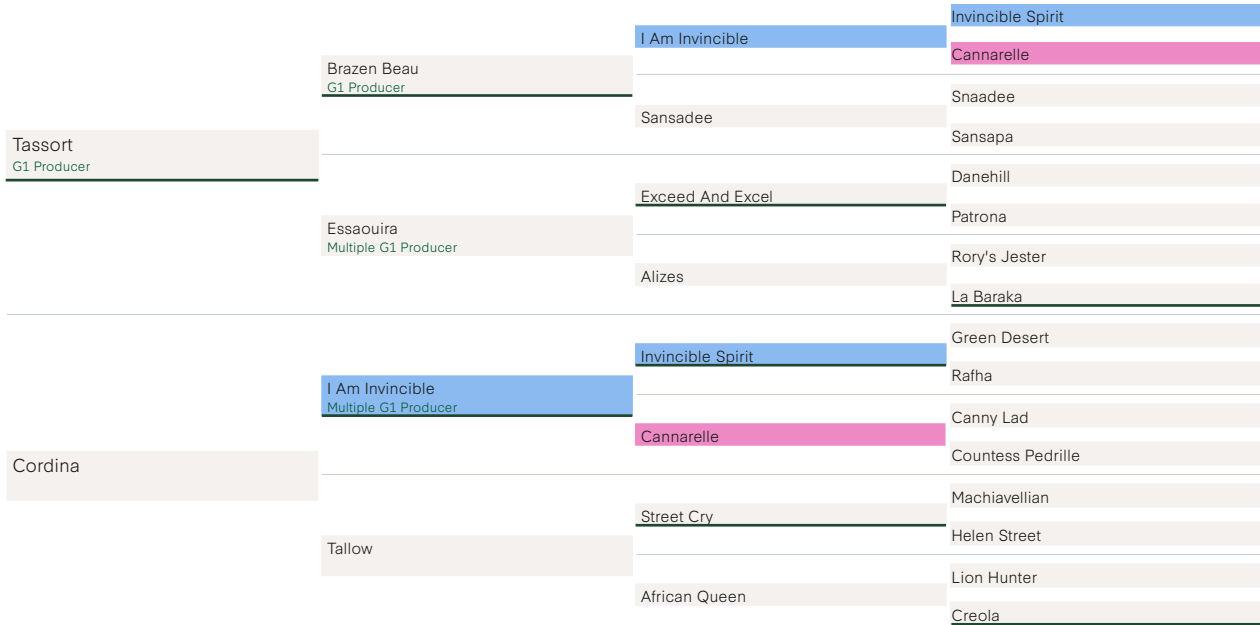 Tassort
G1 Producer
Cordina
Brazen Beau
G1 Producer
Essaouira
Multiple G1 Producer
I Am Invincible
Multiple G1 Producer
Tallow
I Am Invincible
Sansadee
Exceed And Excel
Alizes
Invincible Spirit
Cannarelle
Street Cry
African Queen
Invincible Spirit
Cannarelle
Snaadee
Sansapa
Danehill
Patrona
Rory's Jester
La Baraka
Green Desert
Rafha
Canny Lad
Countess Pedrille
Machiavellian
Helen Street
Lion Hunter
Creola